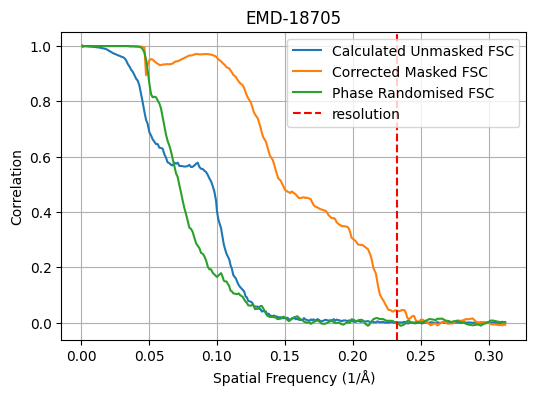 EMD-18705
Calculated Unmasked FSC
Corrected Masked FSC
Phase Randomised FSC
resolution
Correlation
1.0
0.8
0.6
0.4
0.2
0.0
0.00 0.05 0.10 0.15 0.20 0.25 0.30
Spatial Frequency (1/Å)